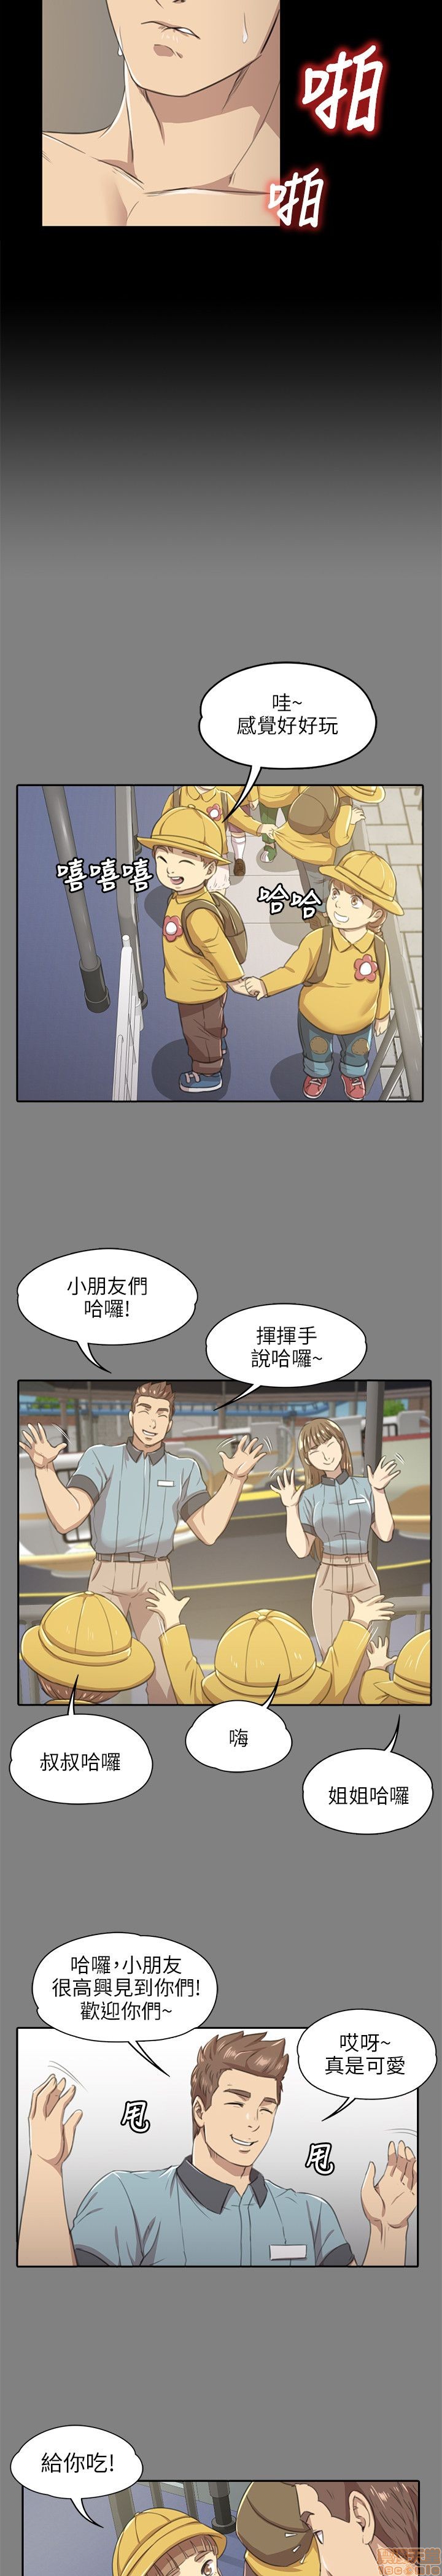 啪
啪
哇~
感覺好好玩
嘻嘻嘻
哈哈
小朋友們
哈囉!
揮揮手
說哈囉~
叔叔哈囉
嗨
姐姐哈囉
哈囉,小朋友
很高興見到你們!
歡迎你們~
哎呀~
真是可愛
甩
甩
給你吃!